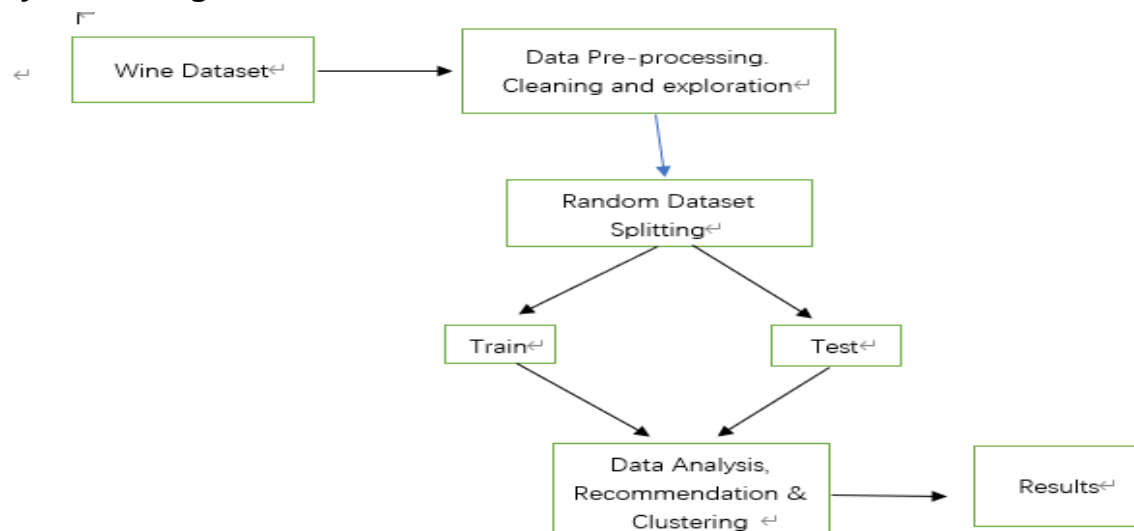 Wine Dataset
Data Pre-processing.
Cleaning and exploration
Random Dataset
Splitting
Train
Test
Data Analysis,
Recommendation &
Clustering
Results